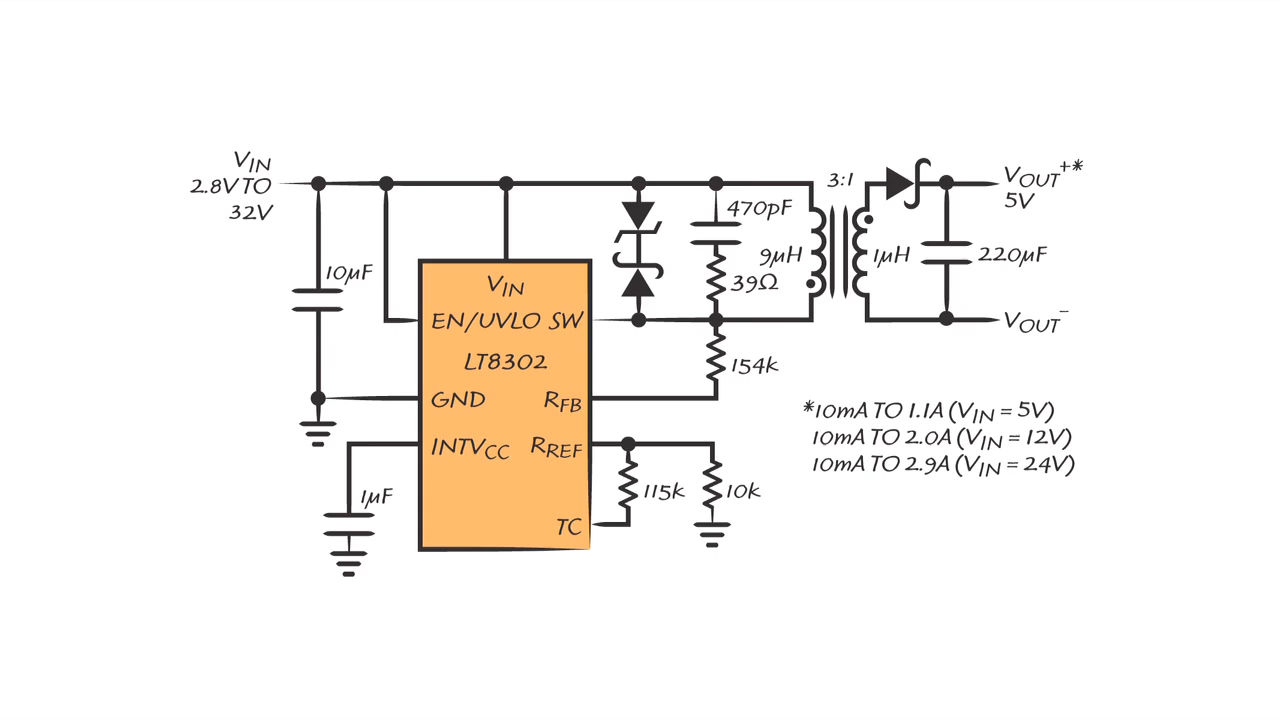 VIN
2.8V TO
32V
10µF
VIN
EN/UVLO SW
LT8302
GND RFB
INTVCC RREF
TC
1µF
470pF
39Ω
154k
115k
10k
3:1
9µH
1µH
VOUT+*
5V
220µF
VOUT−
*10mA TO 1.1A (VIN = 5V)
10mA TO 2.0A (VIN = 12V)
10mA TO 2.9A (VIN = 24V)